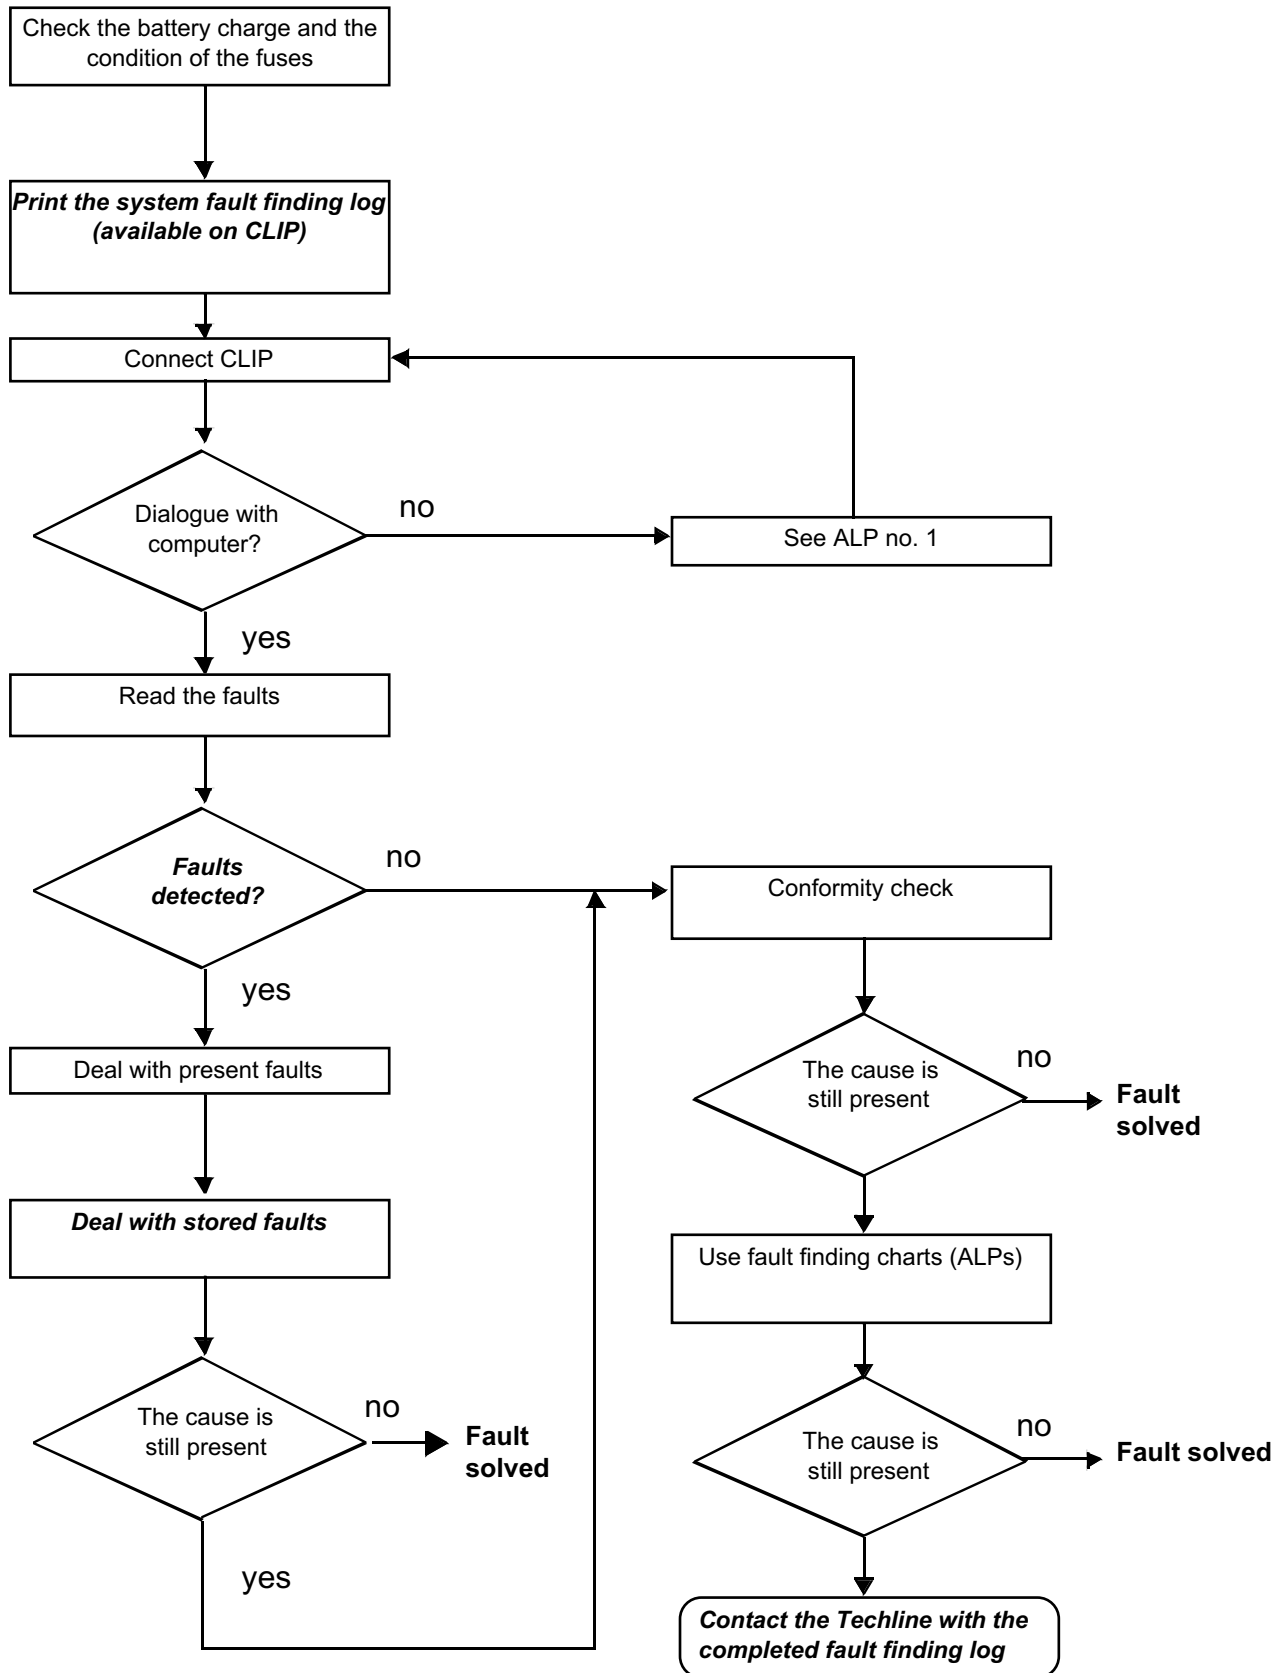 Check the battery charge and the
condition of the fuses
Print the system fault finding log
(available on CLIP)
Connect CLIP
Dialogue with
computer?
no
See ALP no. 1
yes
Read the faults
Faults
detected?
no
Conformity check
yes
Deal with present faults
The cause is
still present
no
Fault
solved
Deal with stored faults
Use fault finding charts (ALPs)
The cause is
still present
no
Fault
solved
The cause is
still present
no
Fault solved
yes
Contact the Techline with the
completed fault finding log